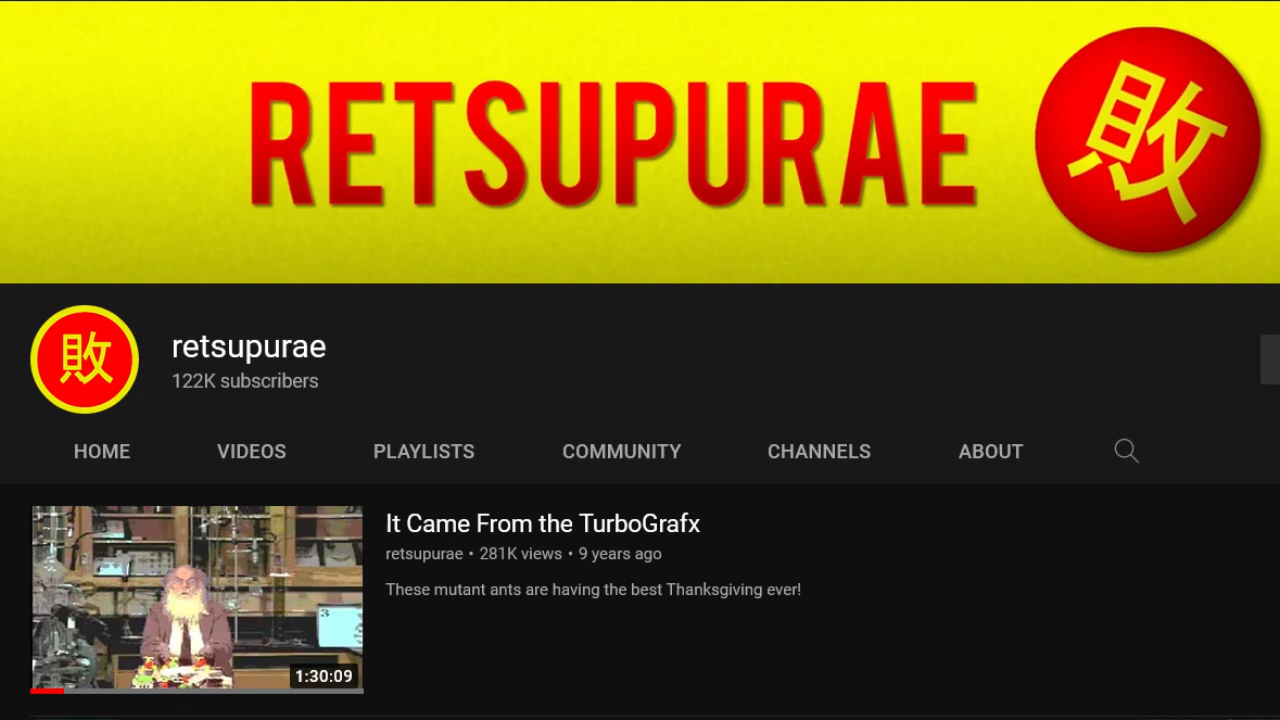 RETSUPURAE
敗
敗
retsupurae
122K subscribers
HOME VIDEOS PLAYLISTS COMMUNITY CHANNELS ABOUT
It Came From the TurboGrafx
retsupurae • 281K views • 9 years ago
These mutant ants are having the best Thanksgiving ever!
3
1:30:09